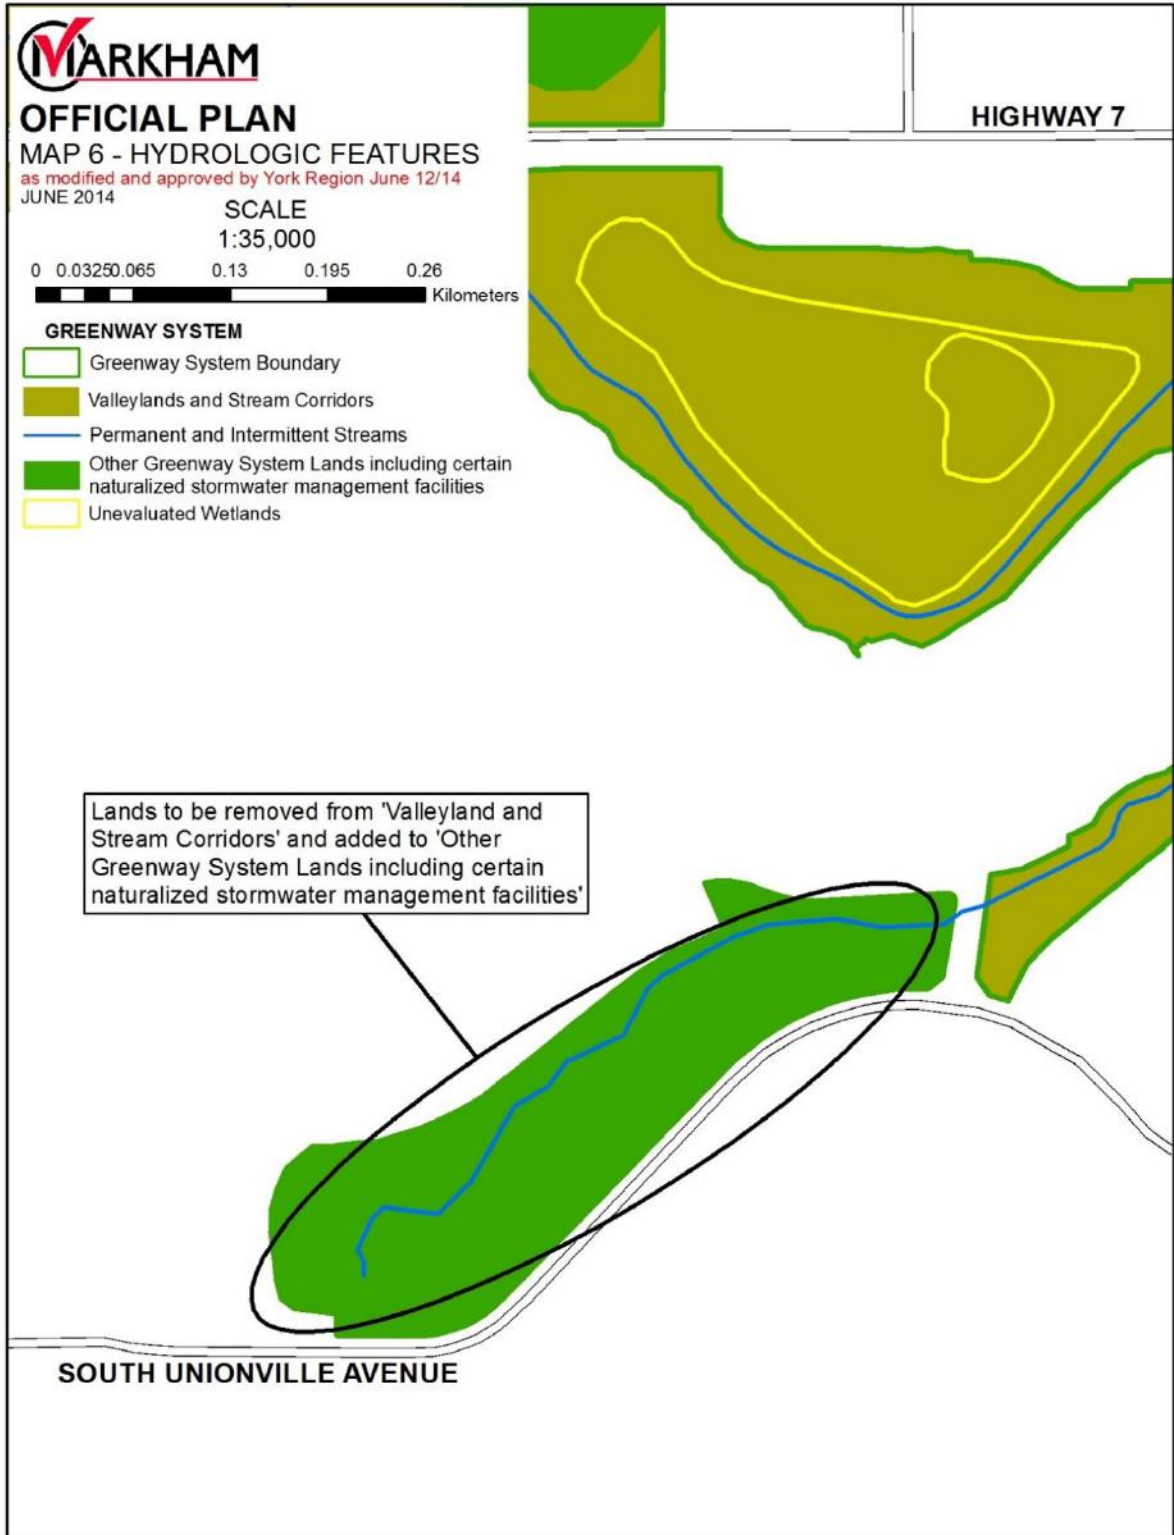 MARKHAM
OFFICIAL PLAN
MAP 6 - HYDROLOGIC FEATURES
as modified and approved by York Region June 12/14
JUNE 2014
SCALE
1:35,000
0 0.0325 0.065 0.13 0.195 0.26
Kilometers
GREENWAY SYSTEM
Greenway System Boundary
Valleylands and Stream Corridors
Permanent and Intermittent Streams
Other Greenway System Lands including certain
naturalized stormwater management facilities
Unevaluated Wetlands
HIGHWAY 7
Lands to be removed from 'Valleyland and
Stream Corridors' and added to 'Other
Greenway System Lands including certain
naturalized stormwater management facilities'
SOUTH UNIONVILLE AVENUE